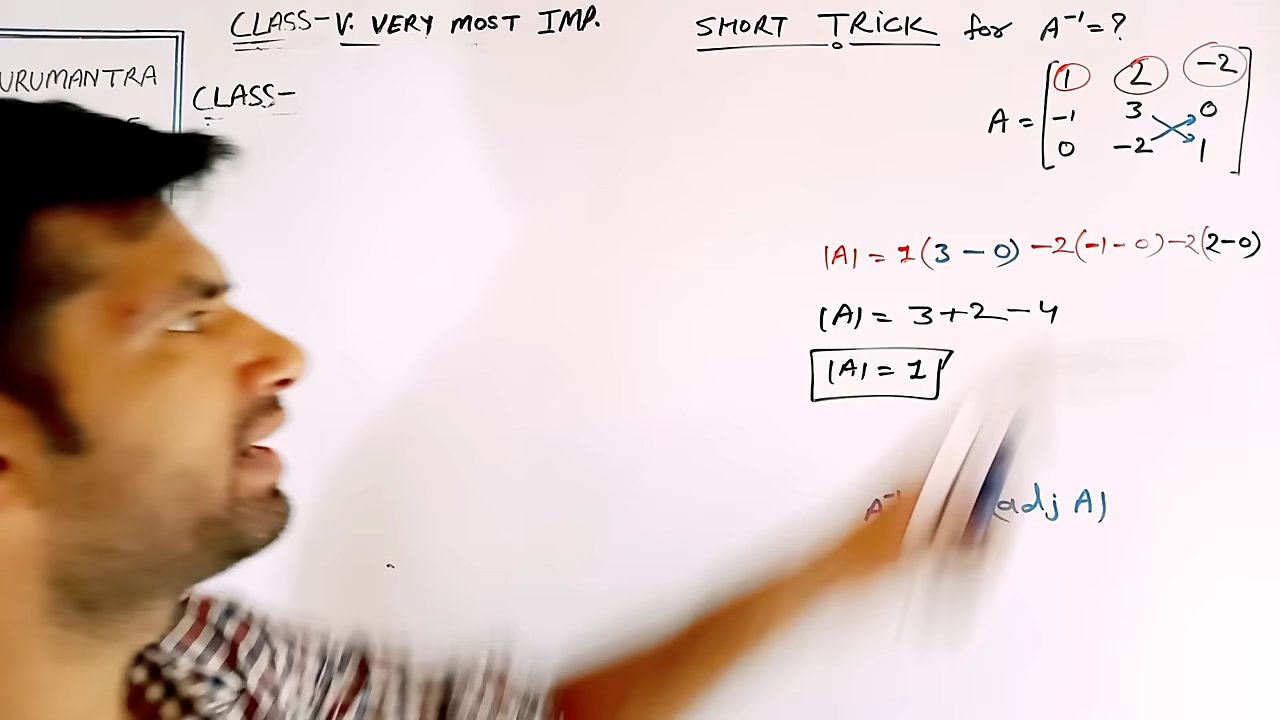 CLASS-V. VERY MOST IMP.
SHORT TRICK for A⁻¹=?
URUMANTRA
CLASS-
A = [1 2 -2
-1 3 0
0 -2 1]
|A| = 1(3-0) -2(-1-0) -2(2-0)
|A| = 3+2-4
|A| = 1
A⁻¹ (adj A)